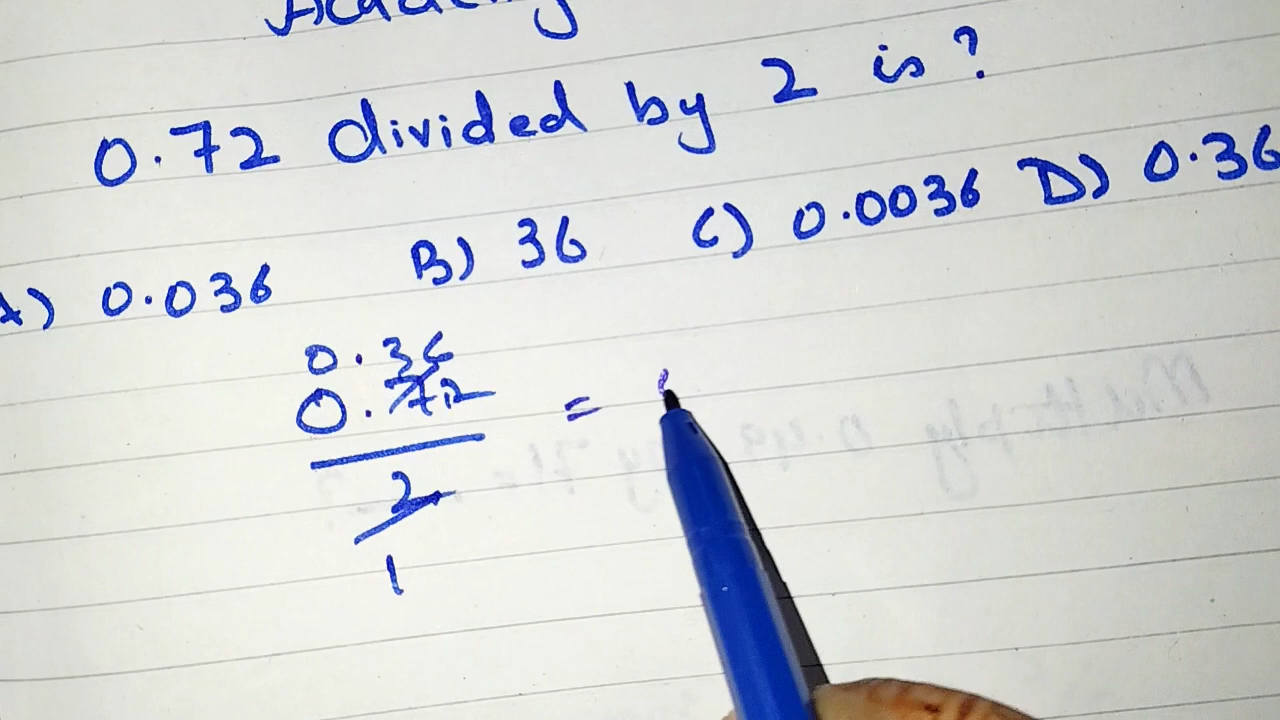 Academy
0.72 divided by 2 is?
A) 0.036 B) 36 C) 0.0036 D) 0.36
0.36
0.72 =
2
1